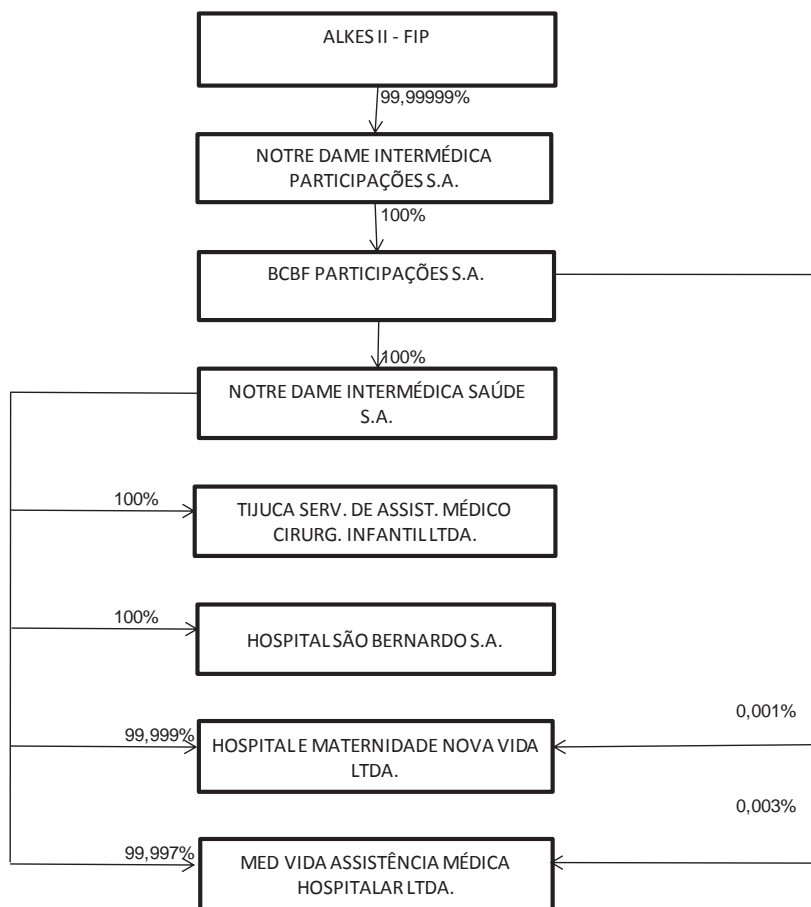 ALKES II - FIP
99,99999%
NOTRE DAME INTERMÉDICA
PARTICIPAÇÕES S.A.
100%
BCBF PARTICIPAÇÕES S.A.
100%
NOTRE DAME INTERMÉDICA SAÚDE
S.A.
100%
TIJUCA SERV. DE ASSIST. MÉDICO
CIRURG. INFANTIL LTDA.
100%
HOSPITAL SÃO BERNARDO S.A.
0,001%
99,999%
HOSPITAL E MATERNIDADE NOVA VIDA
LTDA.
0,003%
99,997%
MED VIDA ASSISTÊNCIA MÉDICA
HOSPITALAR LTDA.